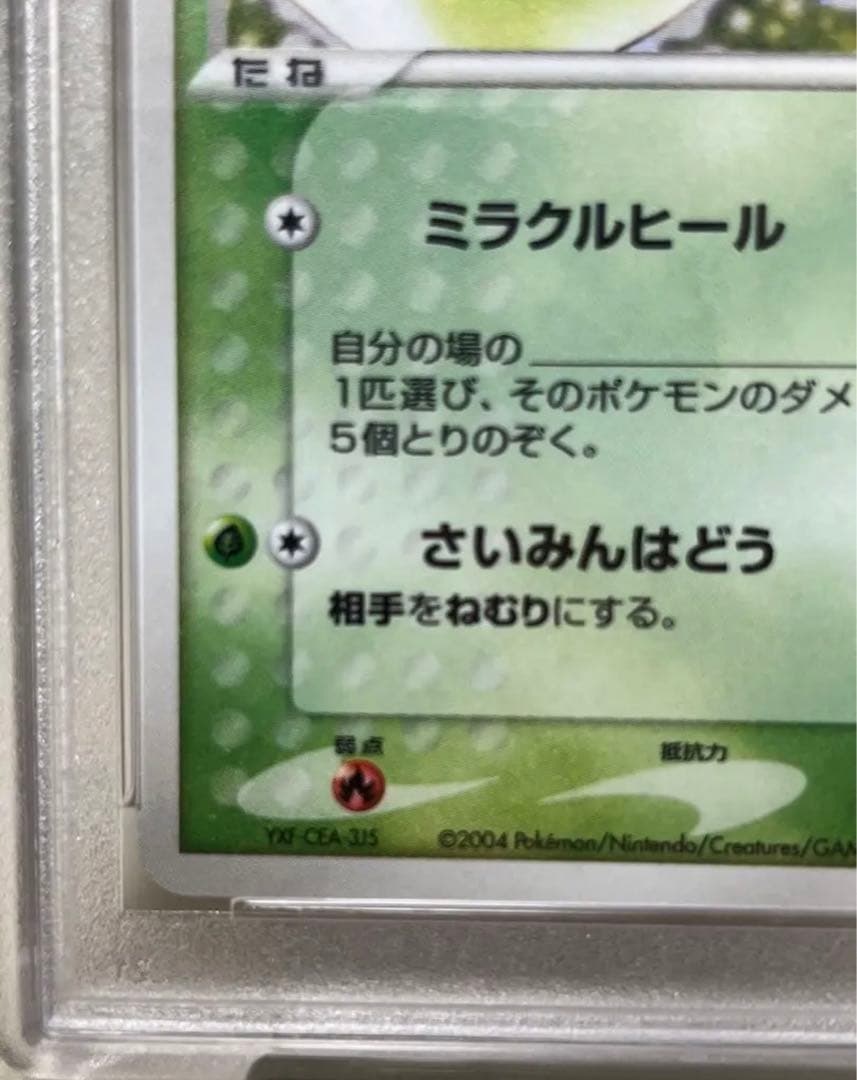 たね
ミラクルヒール
自分の場の
1匹選び、そのポケモンのダメ
5個とりのぞく。
さいみんはどう
相手をねむりにする。
弱点
抵抗力
YXF-CEA-3J5
©2004 Pokémon/Nintendo/Creatures/GAM